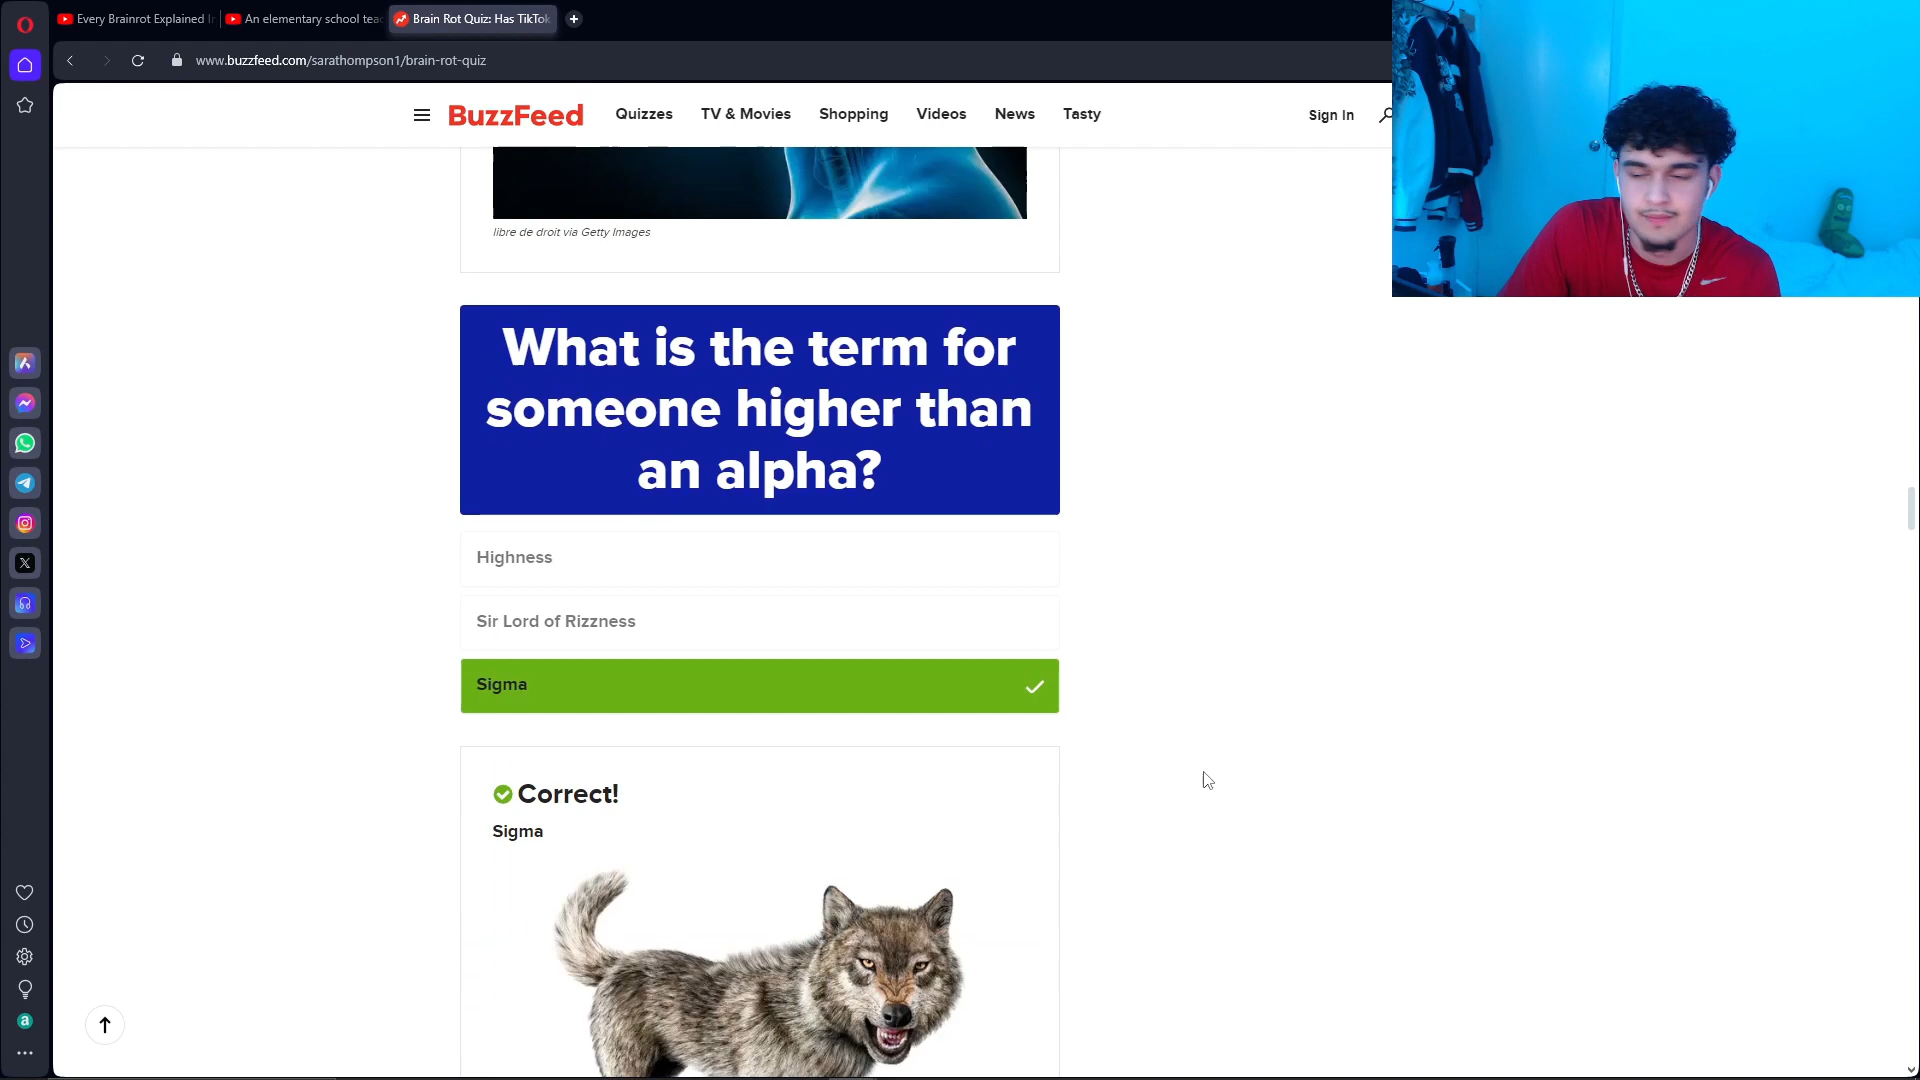 Every Brainrot Explained I
An elementary school tea
Brain Rot Quiz: Has TikTok
www.buzzfeed.com/sarathompson1/brain-rot-quiz
BuzzFeed
Quizzes
TV & Movies
Shopping
Videos
News
Tasty
Sign In
libre de droit via Getty Images
What is the term for
someone higher than
an alpha?
Highness
Sir Lord of Rizzness
Sigma
Correct!
Sigma